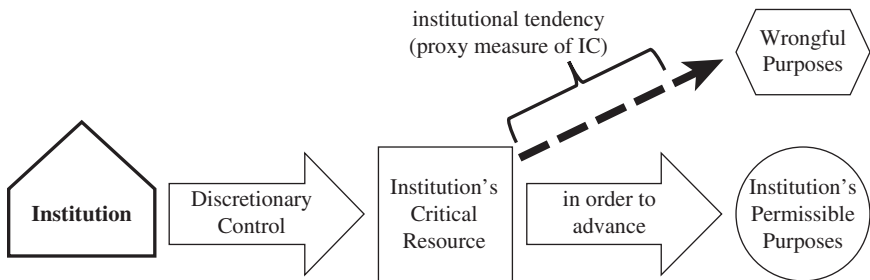 institutional tendency
(proxy measure of IC)
Wrongful
Purposes
Institution
Discretionary
Control
Institution’s
Critical
Resource
in order to
advance
Institution’s
Permissible
Purposes